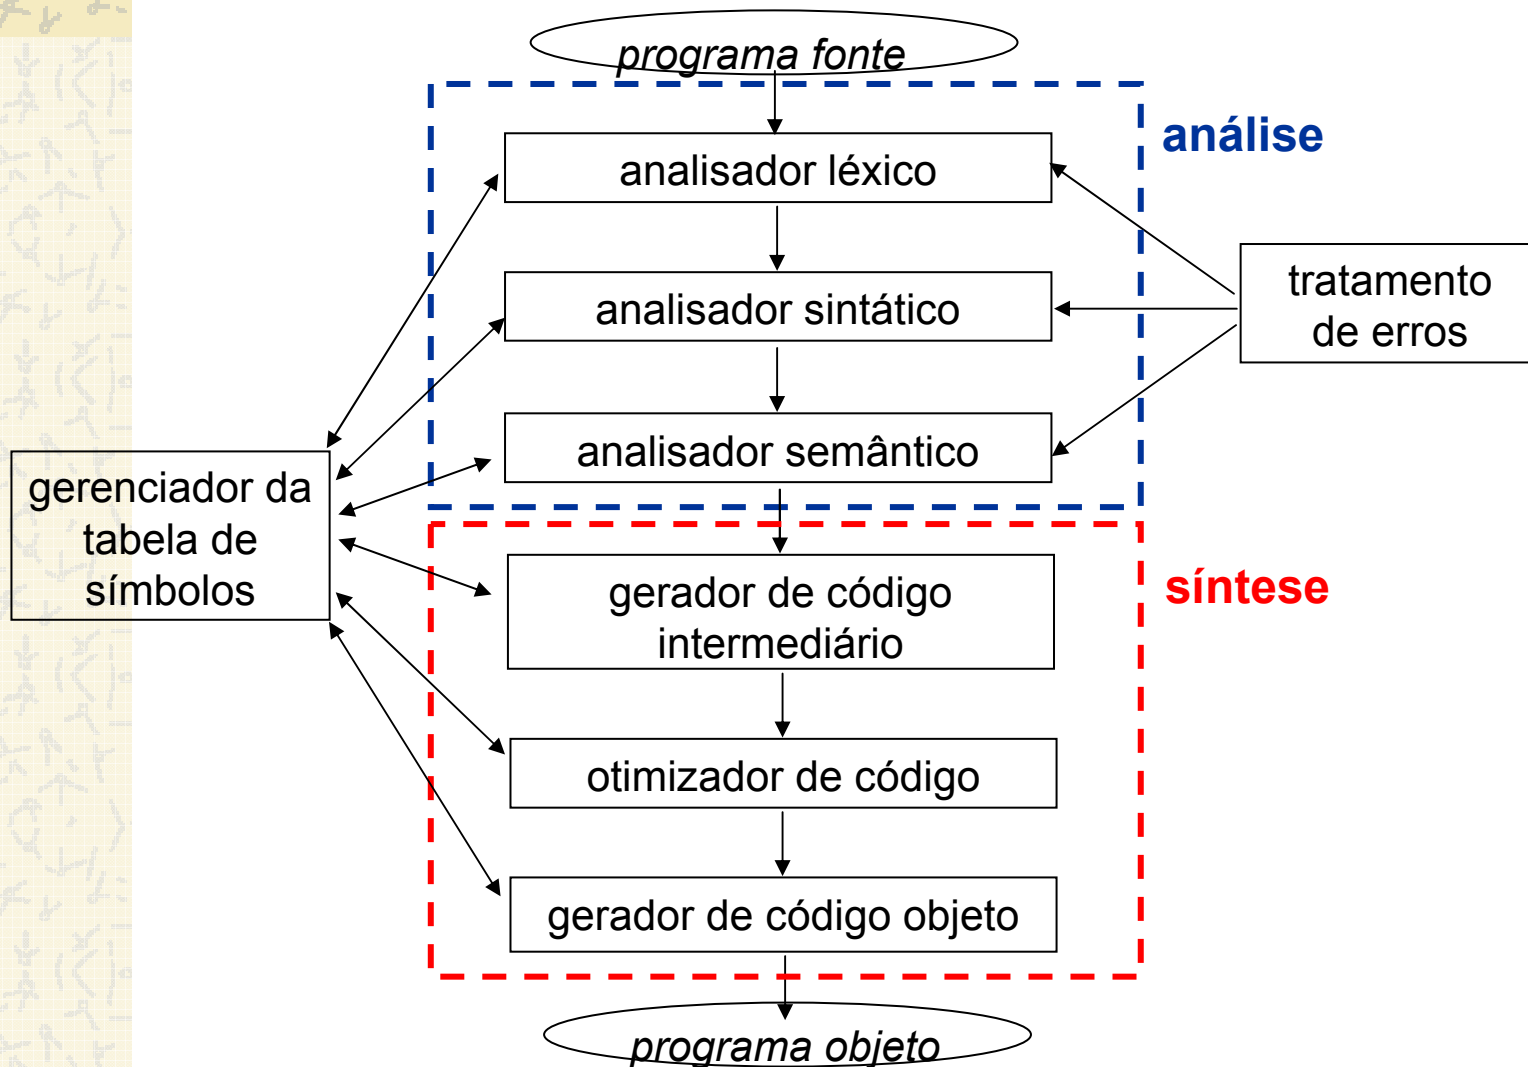 programa fonte
análise
analisador léxico
tratamento
de erros
analisador sintático
analisador semântico
gerenciador da
tabela de
símbolos
síntese
gerador de código
intermediário
otimizador de código
gerador de código objeto
programa objeto